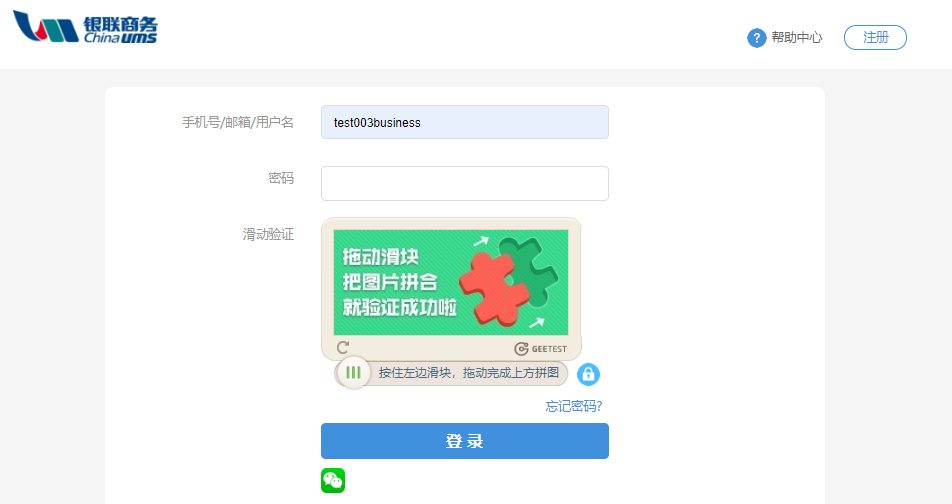 银联商务
China ums
? 帮助中心
注册
手机号/邮箱/用户名
test003business
密码
滑动验证
拖动滑块
把图片拼合
就验证成功啦
GEETEST
按住左边滑块，拖动完成上方拼图
忘记密码?
登 录